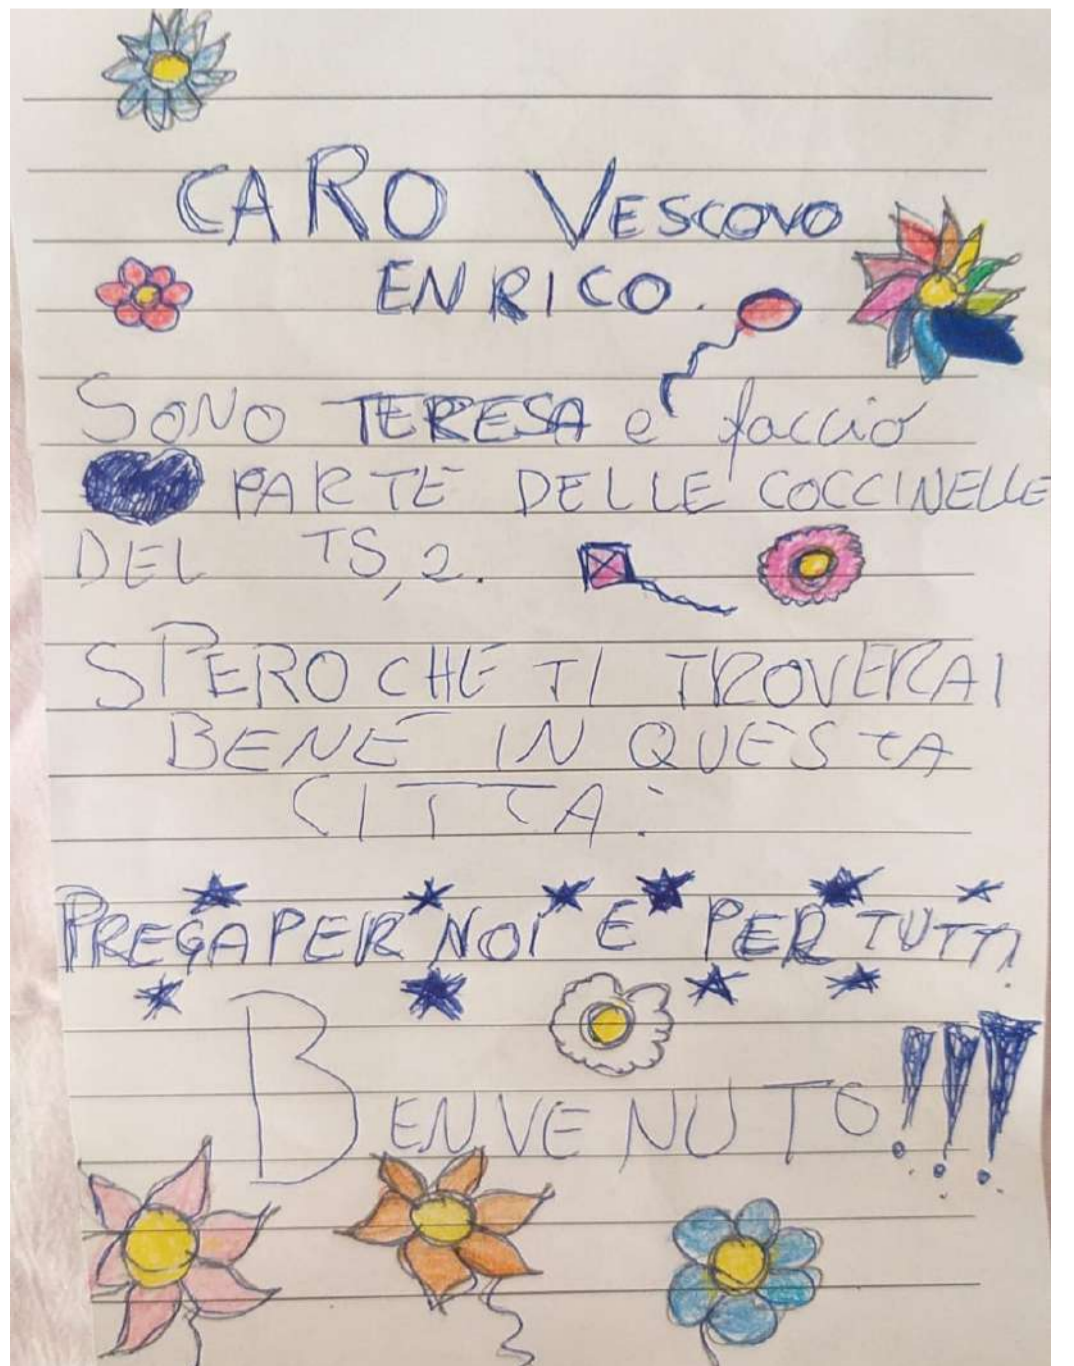 CARO VESCOVO
ENRICO.
SONO TERESA e faccio
PARTE DELLE COCCINELLE
DEL TS,2.
SPERO CHE TI TROVERAI
BENE IN QUESTA
CITTA:
PREGA PER NOI E PER TUTTI
BENVENUTO!!!